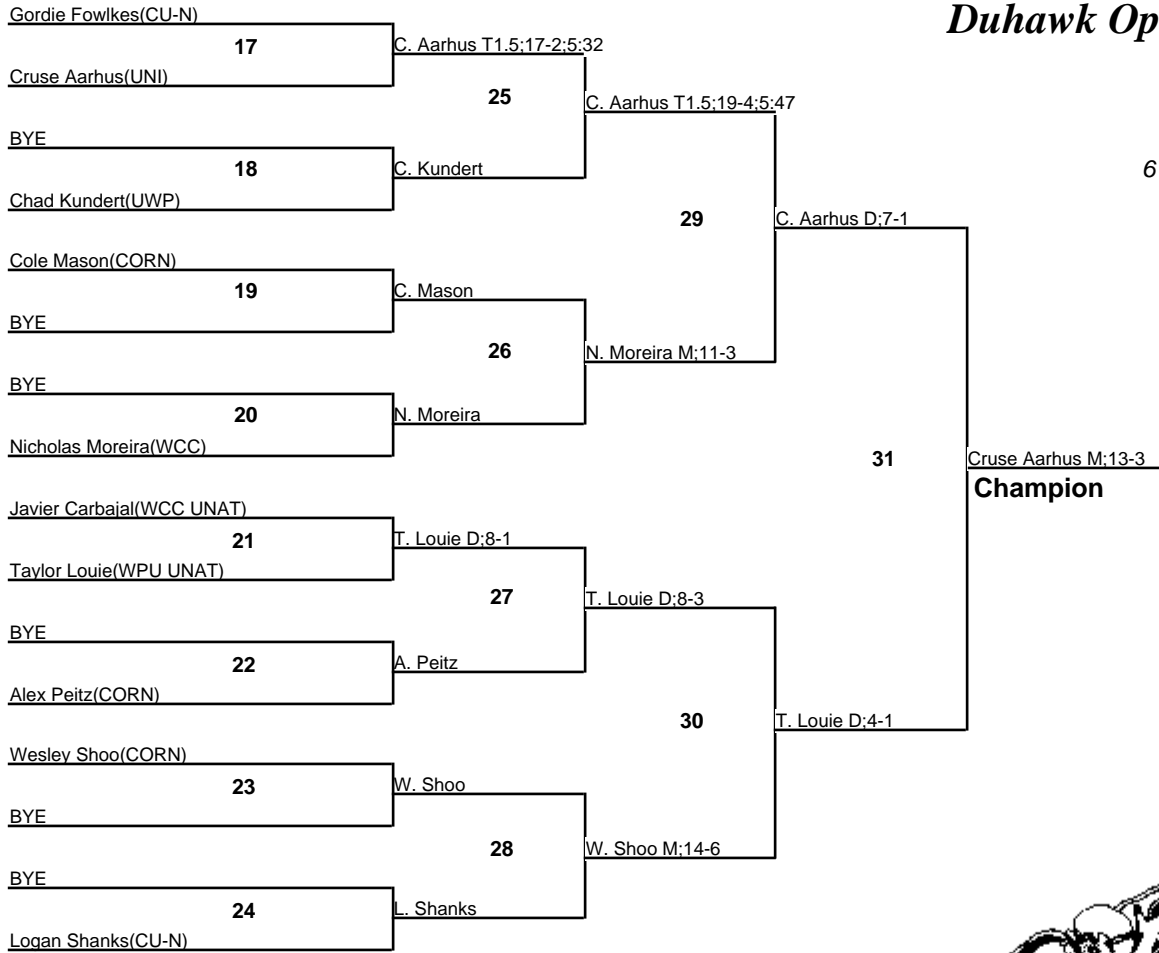 Gordie Fowlkes(CU-N)
Duhawk Op
17
C. Aarhus T1.5;17-2;5:32
Cruse Aarhus(UNI)
25
C. Aarhus T1.5;19-4;5:47
BYE
18
C. Kundert
6
Chad Kundert(UWP)
29
C. Aarhus D;7-1
Cole Mason(CORN)
19
C. Mason
BYE
26
N. Moreira M;11-3
BYE
20
N. Moreira
Nicholas Moreira(WCC)
31
Cruse Aarhus M;13-3
Champion
Javier Carbajal(WCC UNAT)
21
T. Louie D;8-1
Taylor Louie(WPU UNAT)
27
T. Louie D;8-3
BYE
22
A. Peitz
Alex Peitz(CORN)
30
T. Louie D;4-1
Wesley Shoo(CORN)
23
W. Shoo
BYE
28
W. Shoo M;14-6
BYE
24
L. Shanks
Logan Shanks(CU-N)